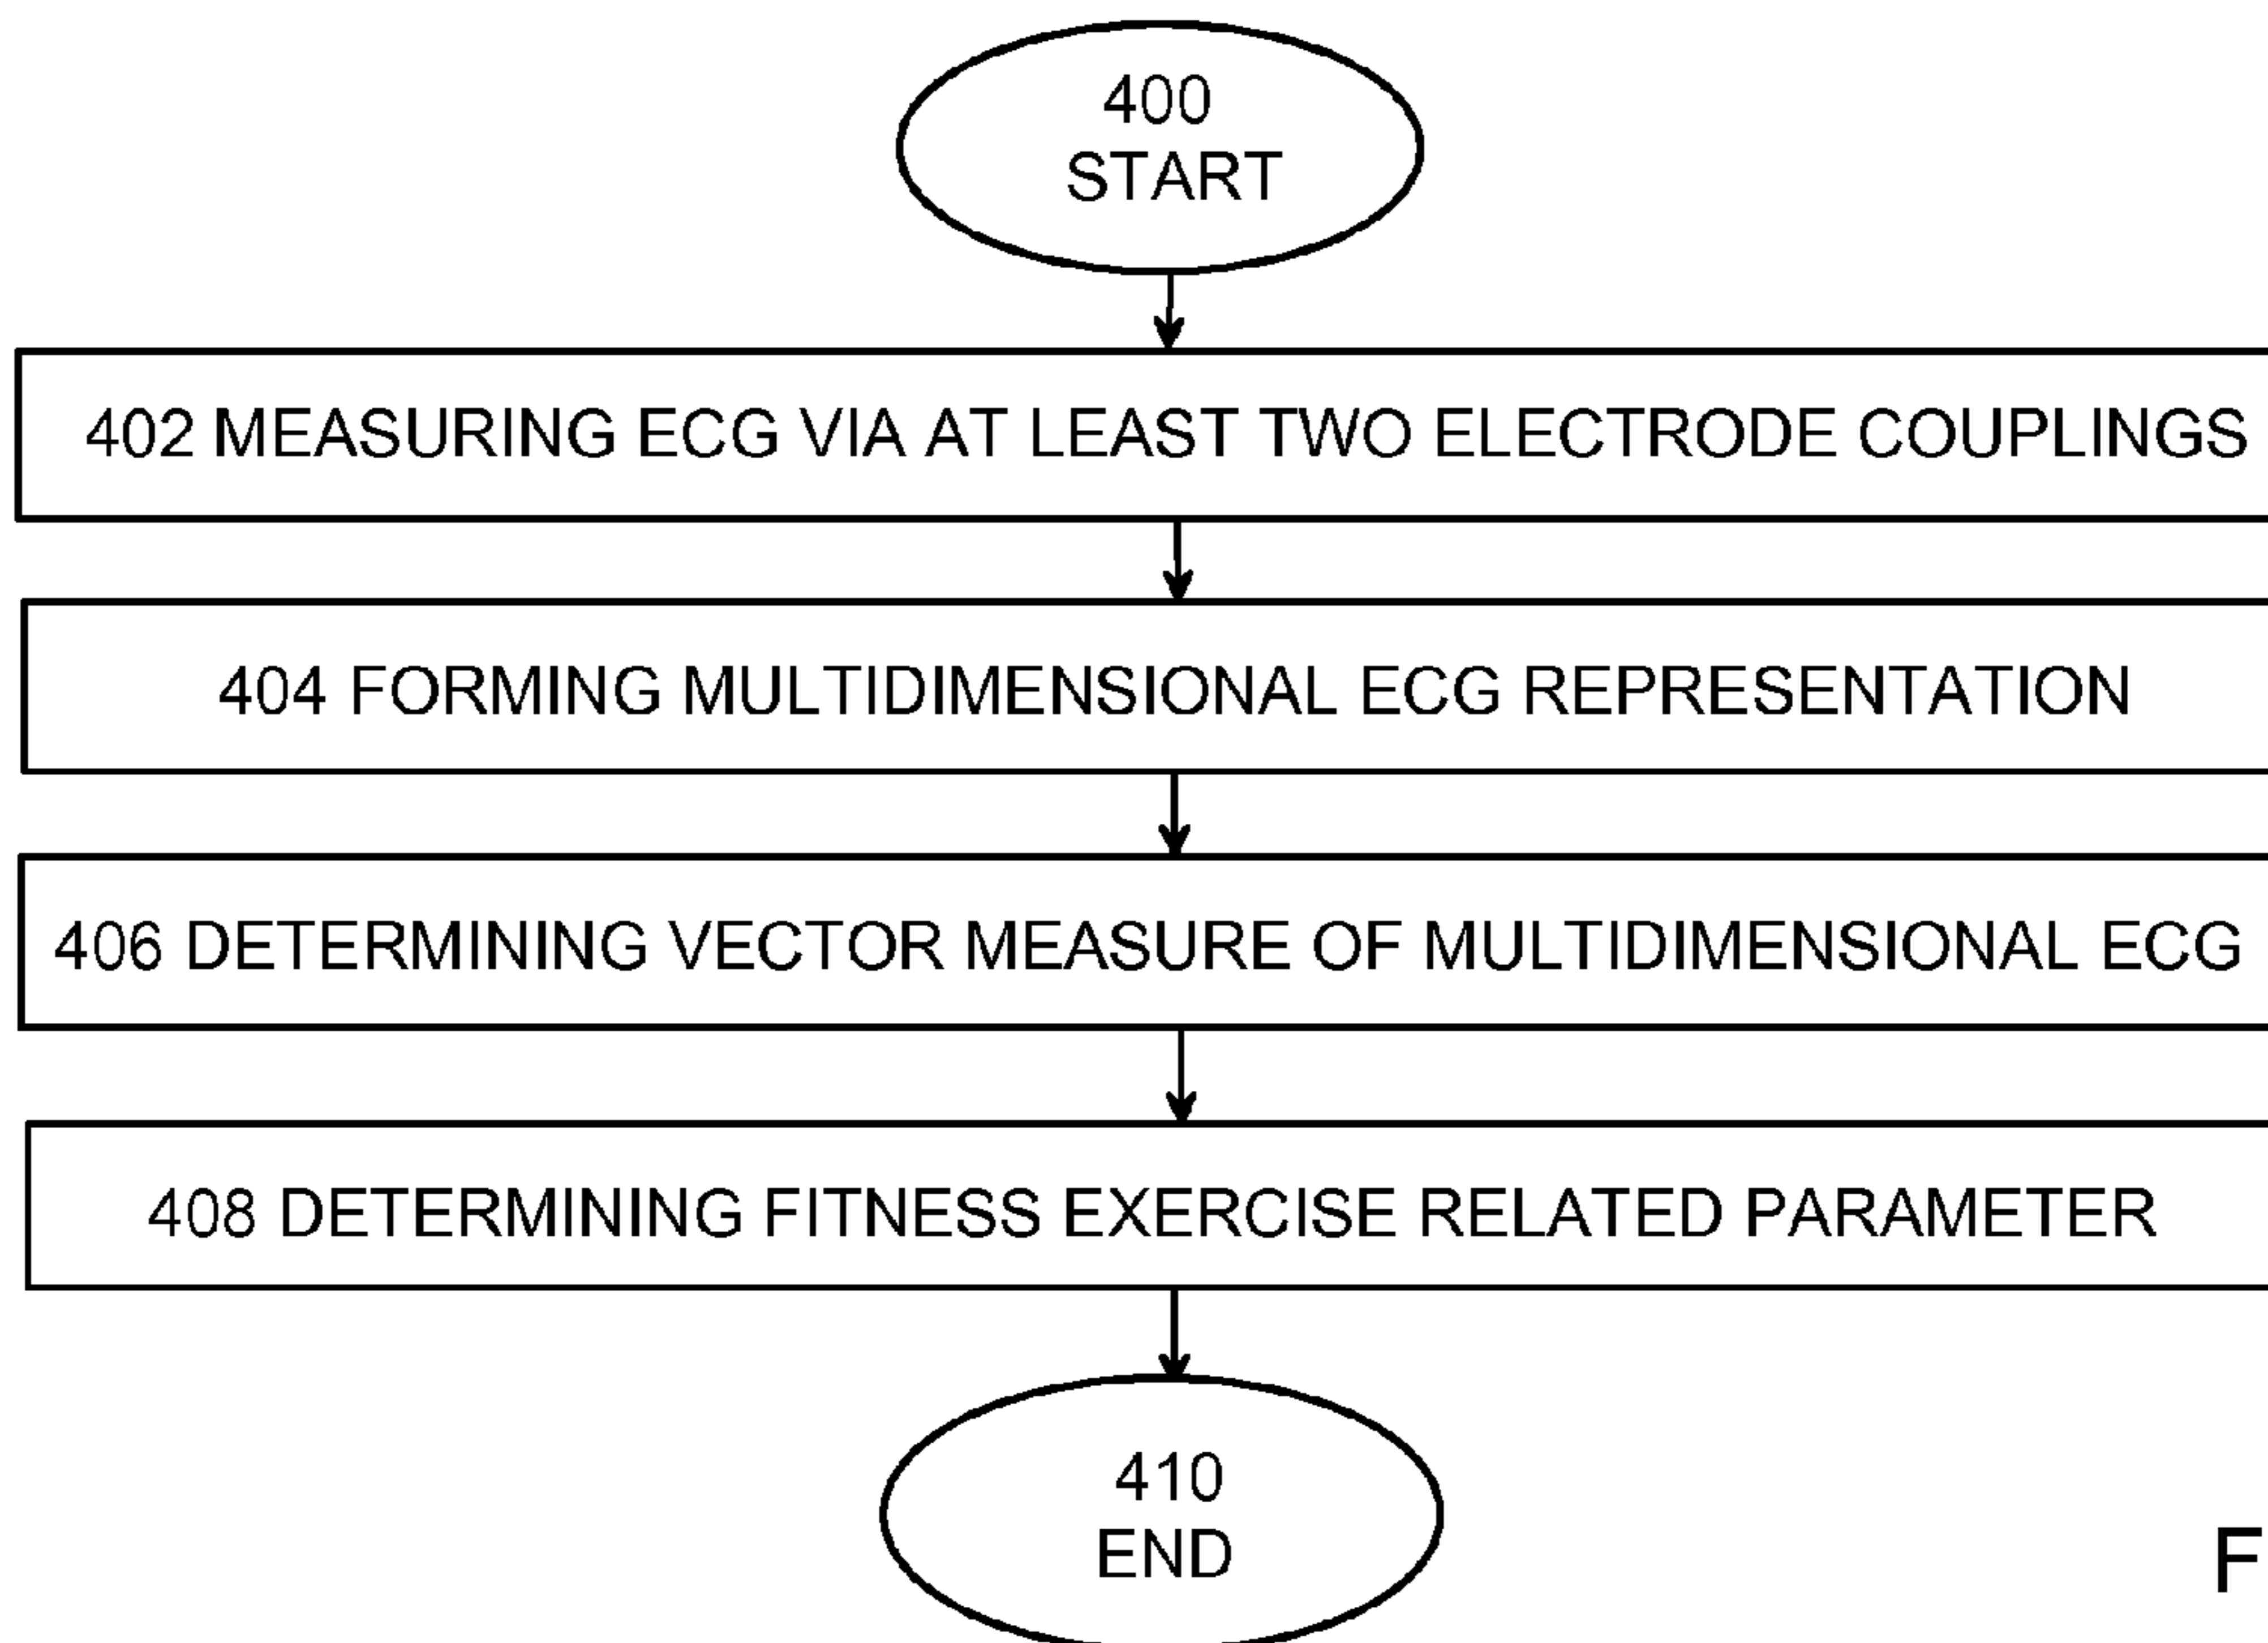 400
START
402 MEASURING ECG VIA AT LEAST TWO ELECTRODE COUPLINGS
404 FORMING MULTIDIMENSIONAL ECG REPRESENTATION
406 DETERMINING VECTOR MEASURE OF MULTIDIMENSIONAL ECG
408 DETERMINING FITNESS EXERCISE RELATED PARAMETER
410
END
F